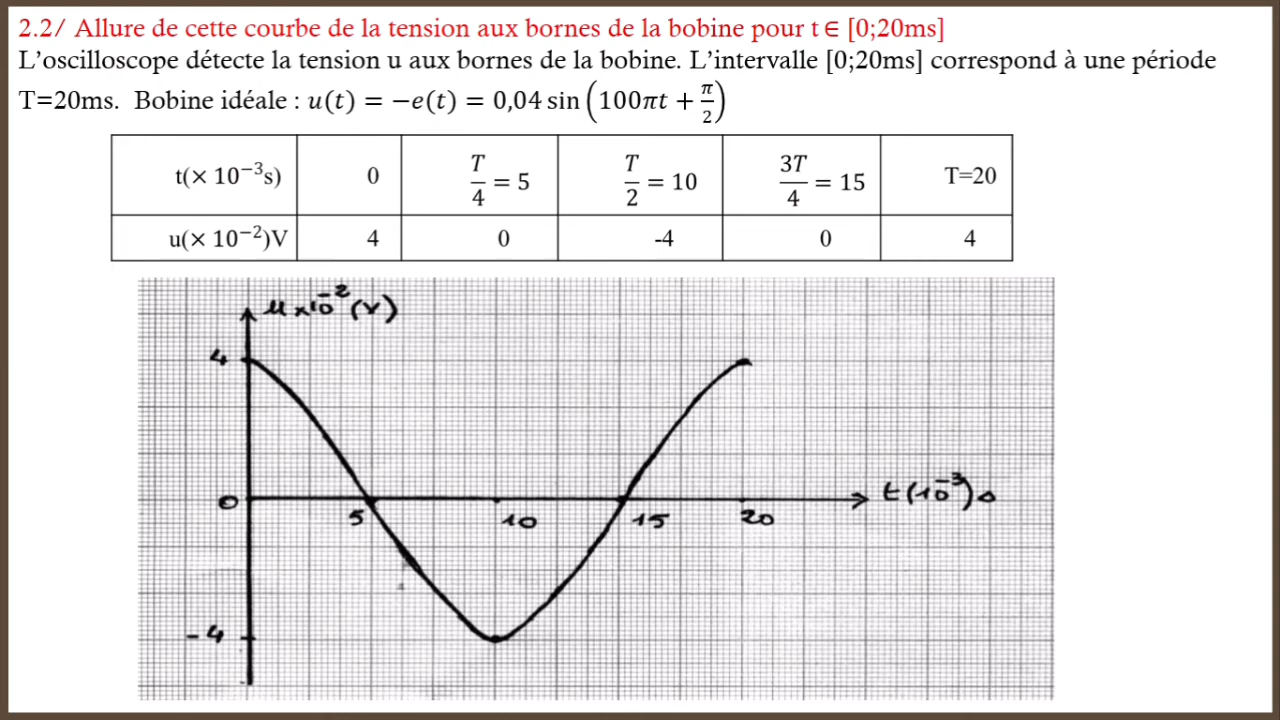 2.2/ Allure de cette courbe de la tension aux bornes de la bobine pour t ∈ [0;20ms]
L'oscilloscope détecte la tension u aux bornes de la bobine. L'intervalle [0;20ms] correspond à une période
T=20ms. Bobine idéale : u(t) = −e(t) = 0,04 sin(100πt + π/2)
t(× 10⁻³s) 0 T/4 = 5 T/2 = 10 3T/4 = 15 T=20
u(× 10⁻²)V 4 0 -4 0 4
u×10⁻²(V)
4
0 5 10 15 20 t(10⁻³)s
-4